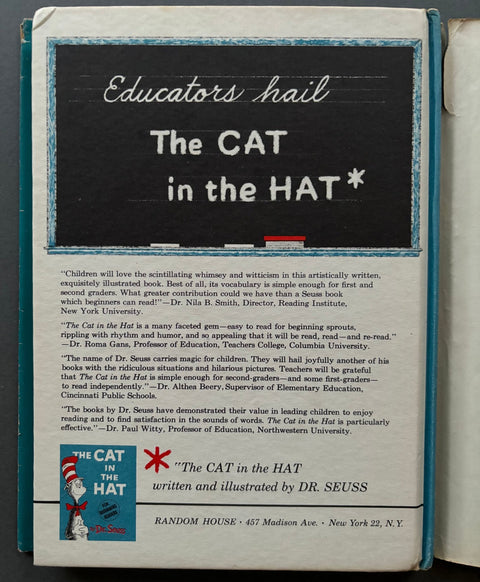 Educators hail
The CAT
in the HAT*
"Children will love the scintillating whimsy and witticism in this artistically written,
exquisitely illustrated book. Best of all, its vocabulary is simple enough for first and
second graders. What greater contribution could we have than a Seuss book
which beginners can read!"—Dr. Nila B. Smith, Director, Reading Institute,
New York University.
"The Cat in the Hat is a many faceted gem—easy to read for beginning sprouts,
rippling with rhythm and humor, and so appealing that it will be read, read—and re-read."
—Dr. Roma Gans, Professor of Education, Teachers College, Columbia University.
"The name of Dr. Seuss carries magic for children. They will hail joyfully another of his
books with the ridiculous situations and hilarious pictures. Teachers will be grateful
that The Cat in the Hat is simple enough for second-graders—and some first-graders—
to read independently."—Dr. Althea Beery, Supervisor of Elementary Education,
Cincinnati Public Schools.
"The books by Dr. Seuss have demonstrated their value in leading children to enjoy
reading and to find satisfaction in the sounds of words. The Cat in the Hat is particularly
effective."—Dr. Paul Witty, Professor of Education, Northwestern University.
THE CAT
IN
THE
HAT
FOR
BEGINNING
READERS
By Dr. Seuss
* "The CAT in the HAT
written and illustrated by DR. SEUSS
RANDOM HOUSE · 457 Madison Ave. · New York 22, N.Y.